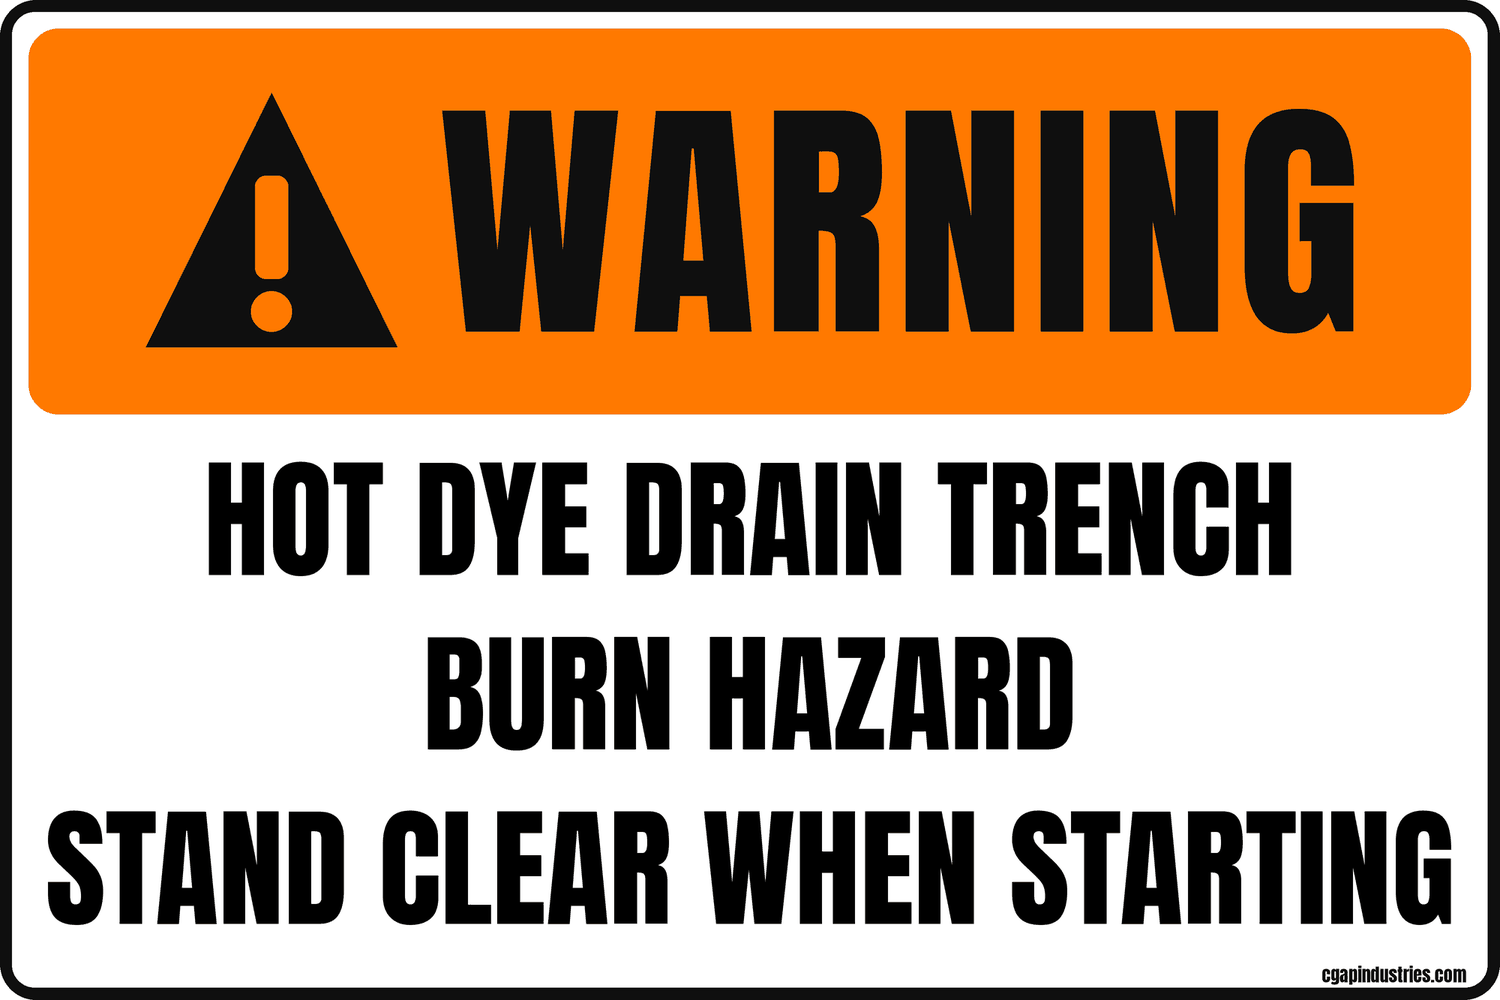 WARNING
HOT DYE DRAIN TRENCH
BURN HAZARD
STAND CLEAR WHEN STARTING
cgapindustries.com